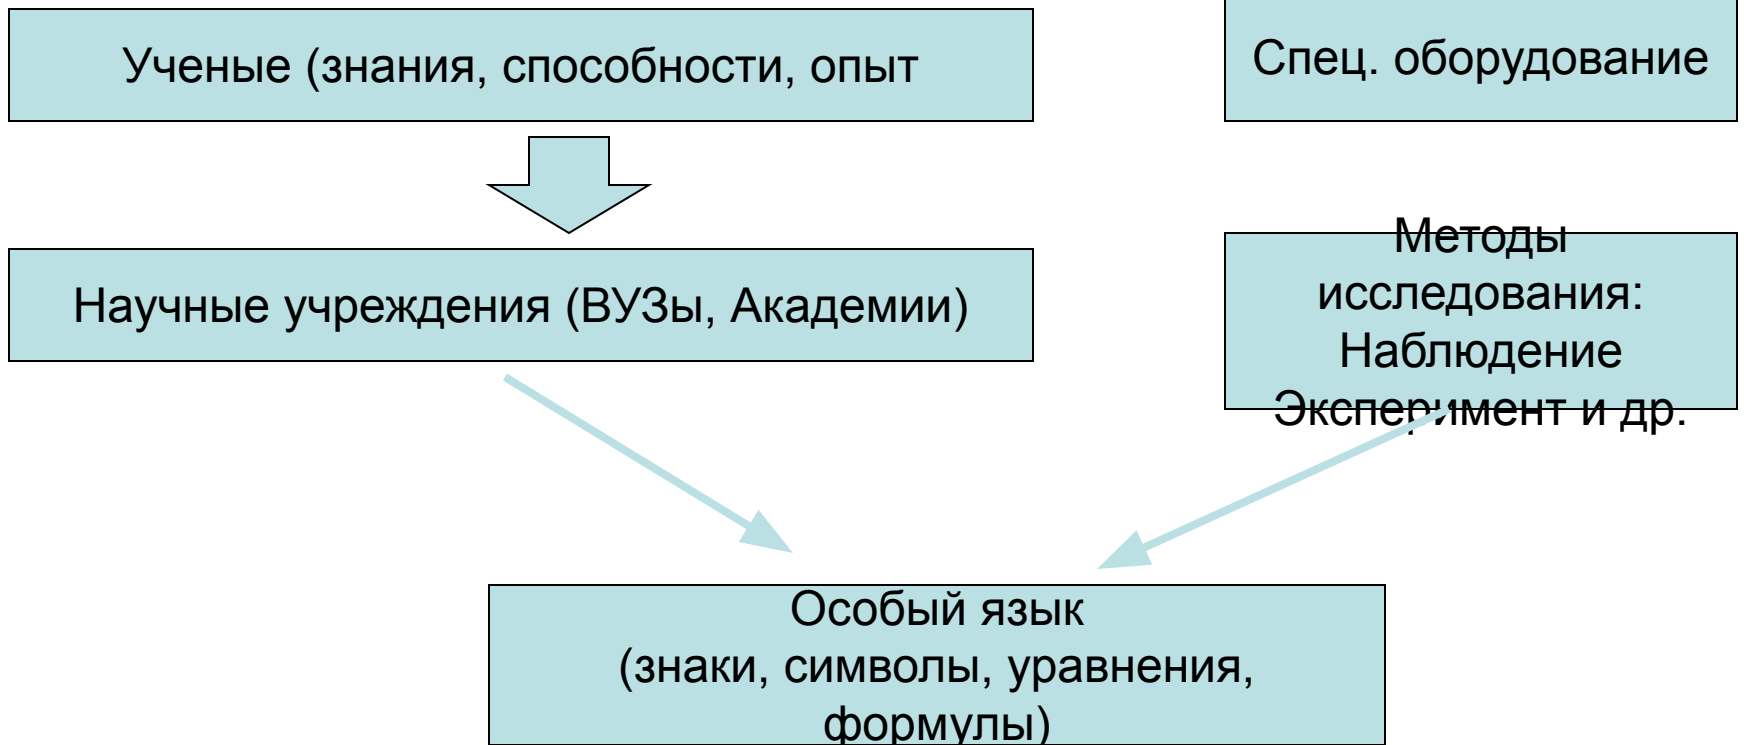 Ученые (знания, способности, опыт
Спец. оборудование
Научные учреждения (ВУЗы, Академии)
Методы
исследования:
Наблюдение
Эксперимент и др.
Особый язык
(знаки, символы, уравнения,
формулы)